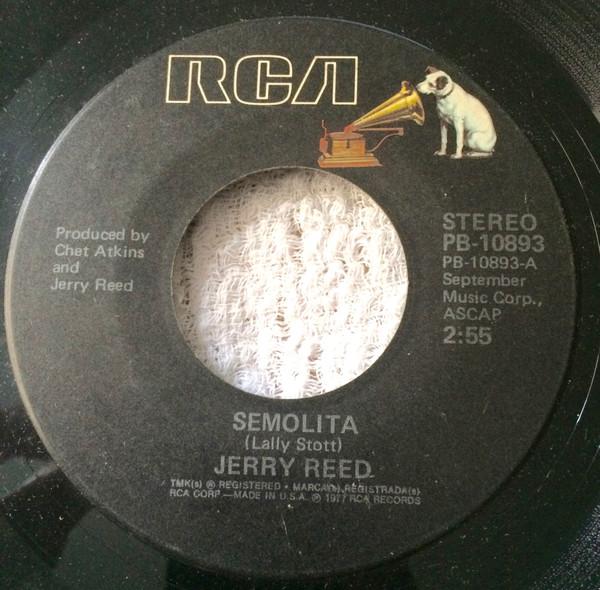 RCA
Produced by
Chet Atkins
and
Jerry Reed
STEREO
PB-10893
PB-10893-A
September
Music Corp.,
ASCAP
2:55
SEMOLITA
(Lally Stott)
JERRY REED
TMK(s) ® REGISTERED • MARCA(s) REGISTRADA(s)
RCA CORP.—MADE IN U.S.A. ℗ 1977 RCA RECORDS